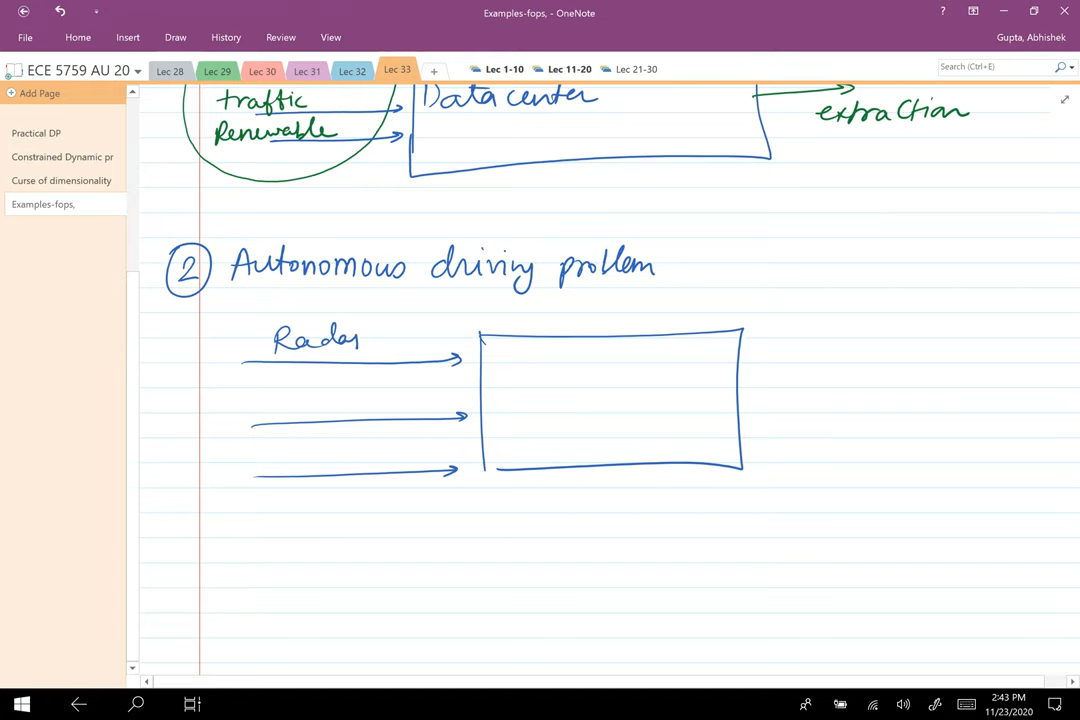 Examples-fops, - OneNote
?
File Home Insert Draw History Review View
Gupta, Abhishek
ECE 5759 AU 20 Lec 28 Lec 29 Lec 30 Lec 31 Lec 32 Lec 33 + Lec 1-10 Lec 11-20 Lec 21-30
Search (Ctrl+E)
Add Page
Practical DP
Constrained Dynamic pr
Curse of dimensionality
Examples-fops,
traffic
Renewable
Data center
extraction
2 Autonomous driving problem
Radar
2:43 PM
11/23/2020